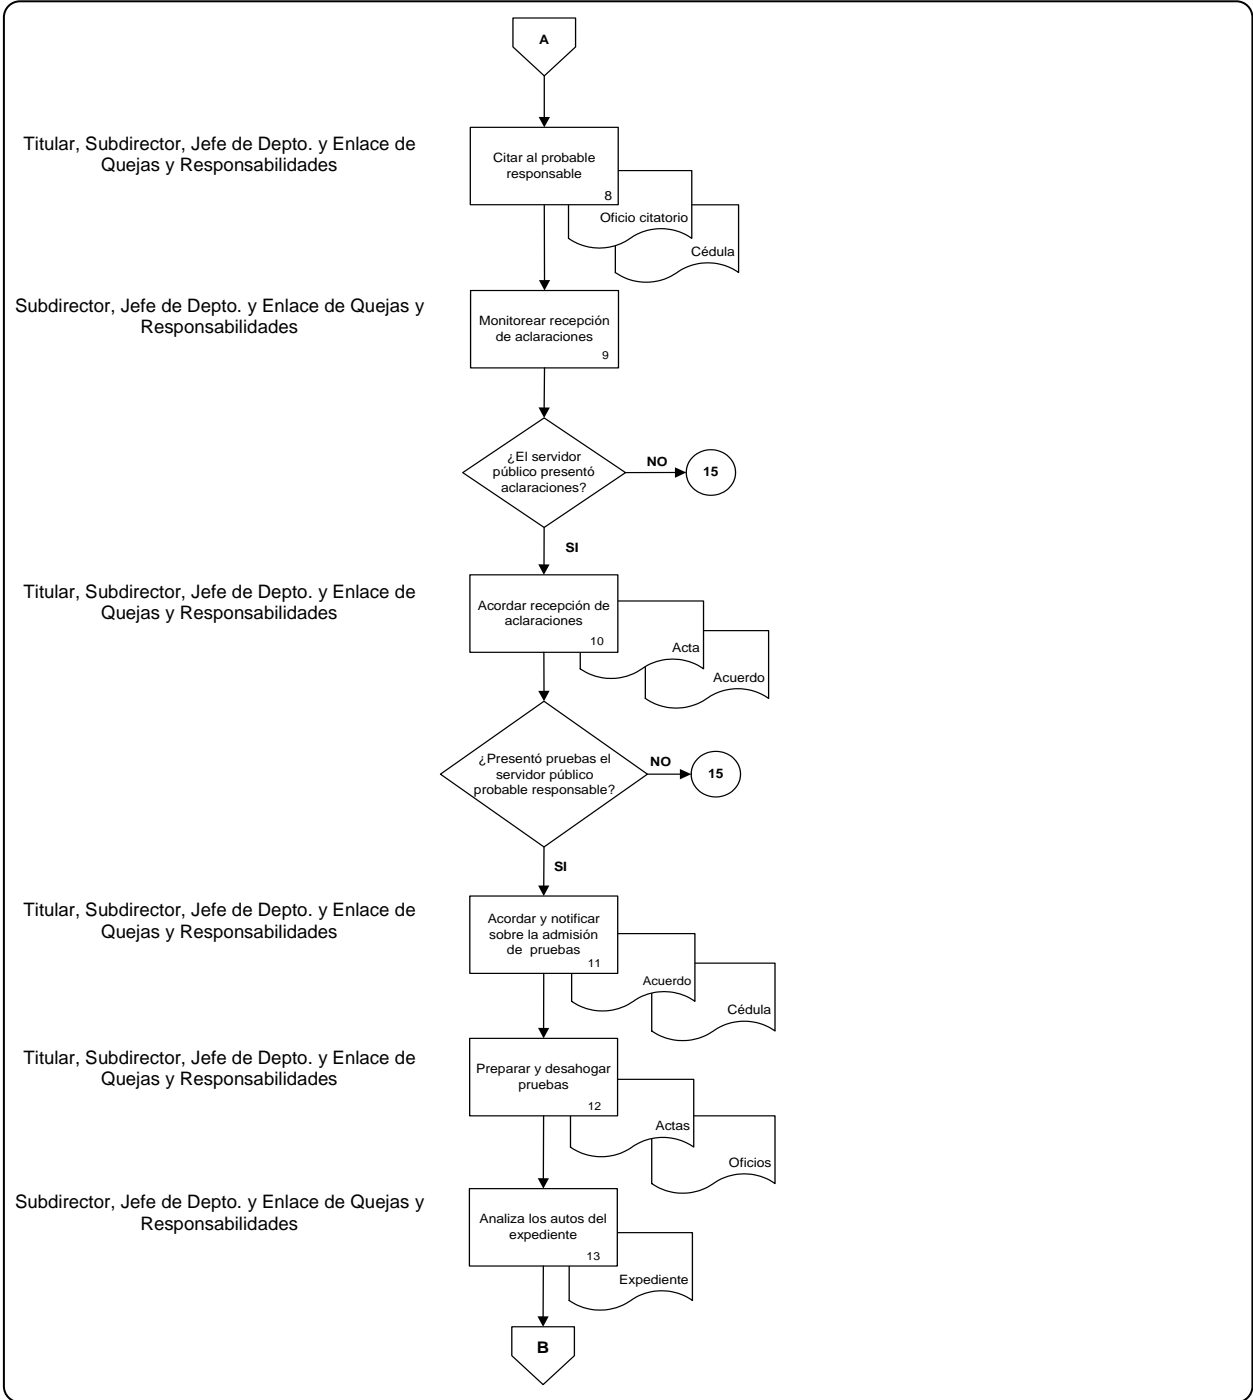 A
Titular, Subdirector, Jefe de Depto. y Enlace de
Quejas y Responsabilidades
Citar al probable
responsable
8
Oficio citatorio
Cédula
Subdirector, Jefe de Depto. y Enlace de Quejas y
Responsabilidades
Monitorear recepción
de aclaraciones
9
¿El servidor
público presentó
aclaraciones?
NO
15
SI
Titular, Subdirector, Jefe de Depto. y Enlace de
Quejas y Responsabilidades
Acordar recepción de
aclaraciones
10
Acta
Acuerdo
¿Presentó pruebas el
servidor público
probable responsable?
NO
15
SI
Titular, Subdirector, Jefe de Depto. y Enlace de
Quejas y Responsabilidades
Acordar y notificar
sobre la admisión
de pruebas
11
Acuerdo
Cédula
Titular, Subdirector, Jefe de Depto. y Enlace de
Quejas y Responsabilidades
Preparar y desahogar
pruebas
12
Actas
Oficios
Subdirector, Jefe de Depto. y Enlace de Quejas y
Responsabilidades
Analiza los autos del
expediente
13
Expediente
B